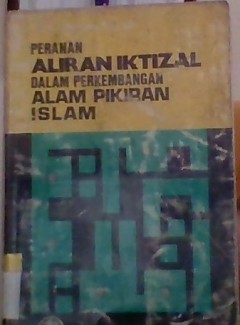 PERANAN
ALIRAN IKTIZAL
DALAM PERKEMBANGAN
ALAM PIKIRAN
ISLAM